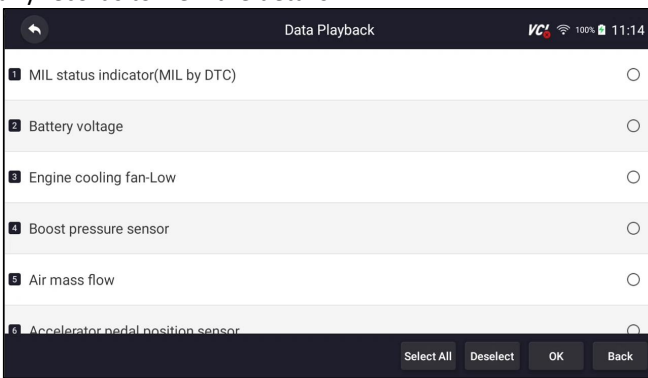 Data Playback
VCI 100% 11:14
1 MIL status indicator(MIL by DTC)
2 Battery voltage
3 Engine cooling fan-Low
4 Boost pressure sensor
5 Air mass flow
6 Accelerator pedal position sensor
Select All Deselect OK Back